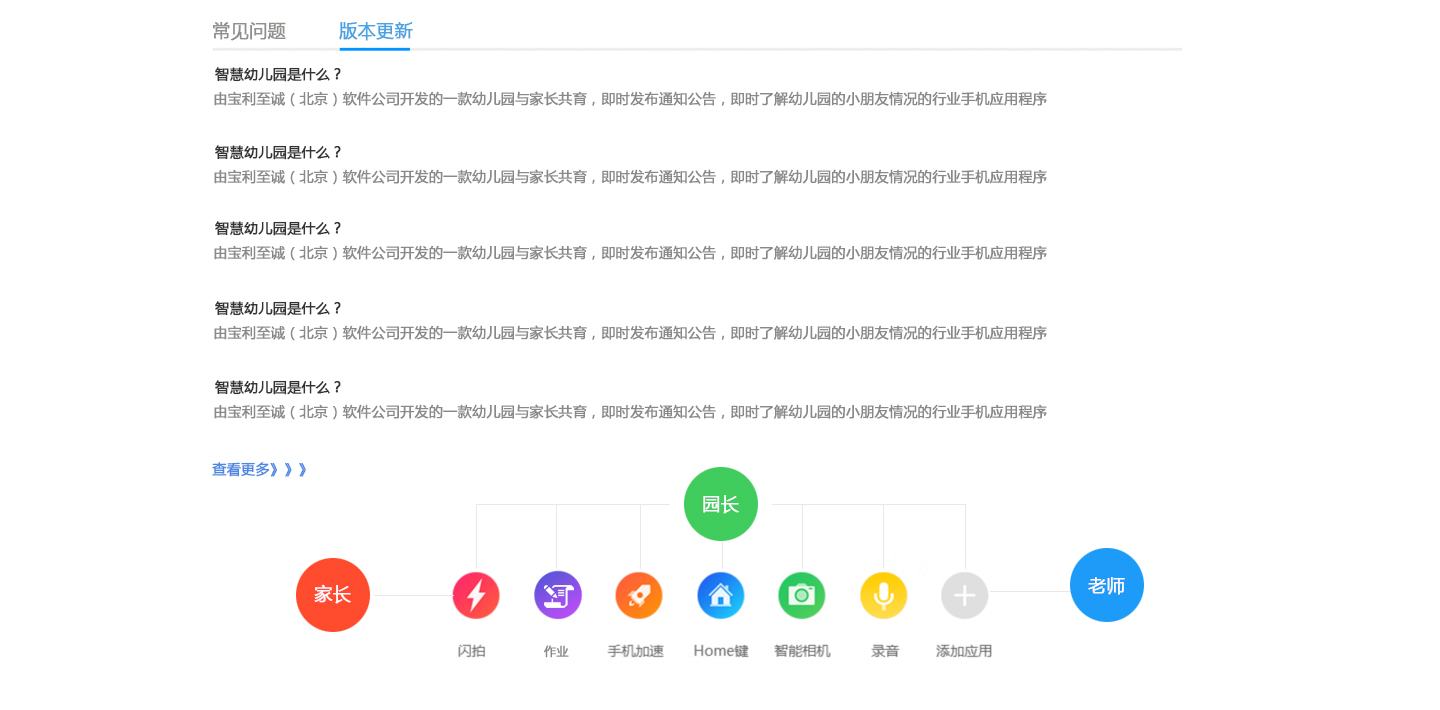 常见问题 版本更新
智慧幼儿园是什么？
由宝利至诚（北京）软件公司开发的一款幼儿园与家长共育，即时发布通知公告，即时了解幼儿园的小朋友情况的行业手机应用程序
智慧幼儿园是什么？
由宝利至诚（北京）软件公司开发的一款幼儿园与家长共育，即时发布通知公告，即时了解幼儿园的小朋友情况的行业手机应用程序
智慧幼儿园是什么？
由宝利至诚（北京）软件公司开发的一款幼儿园与家长共育，即时发布通知公告，即时了解幼儿园的小朋友情况的行业手机应用程序
智慧幼儿园是什么？
由宝利至诚（北京）软件公司开发的一款幼儿园与家长共育，即时发布通知公告，即时了解幼儿园的小朋友情况的行业手机应用程序
智慧幼儿园是什么？
由宝利至诚（北京）软件公司开发的一款幼儿园与家长共育，即时发布通知公告，即时了解幼儿园的小朋友情况的行业手机应用程序
查看更多》》》
园长
家长
老师
闪拍 作业 手机加速 Home键 智能相机 录音 添加应用